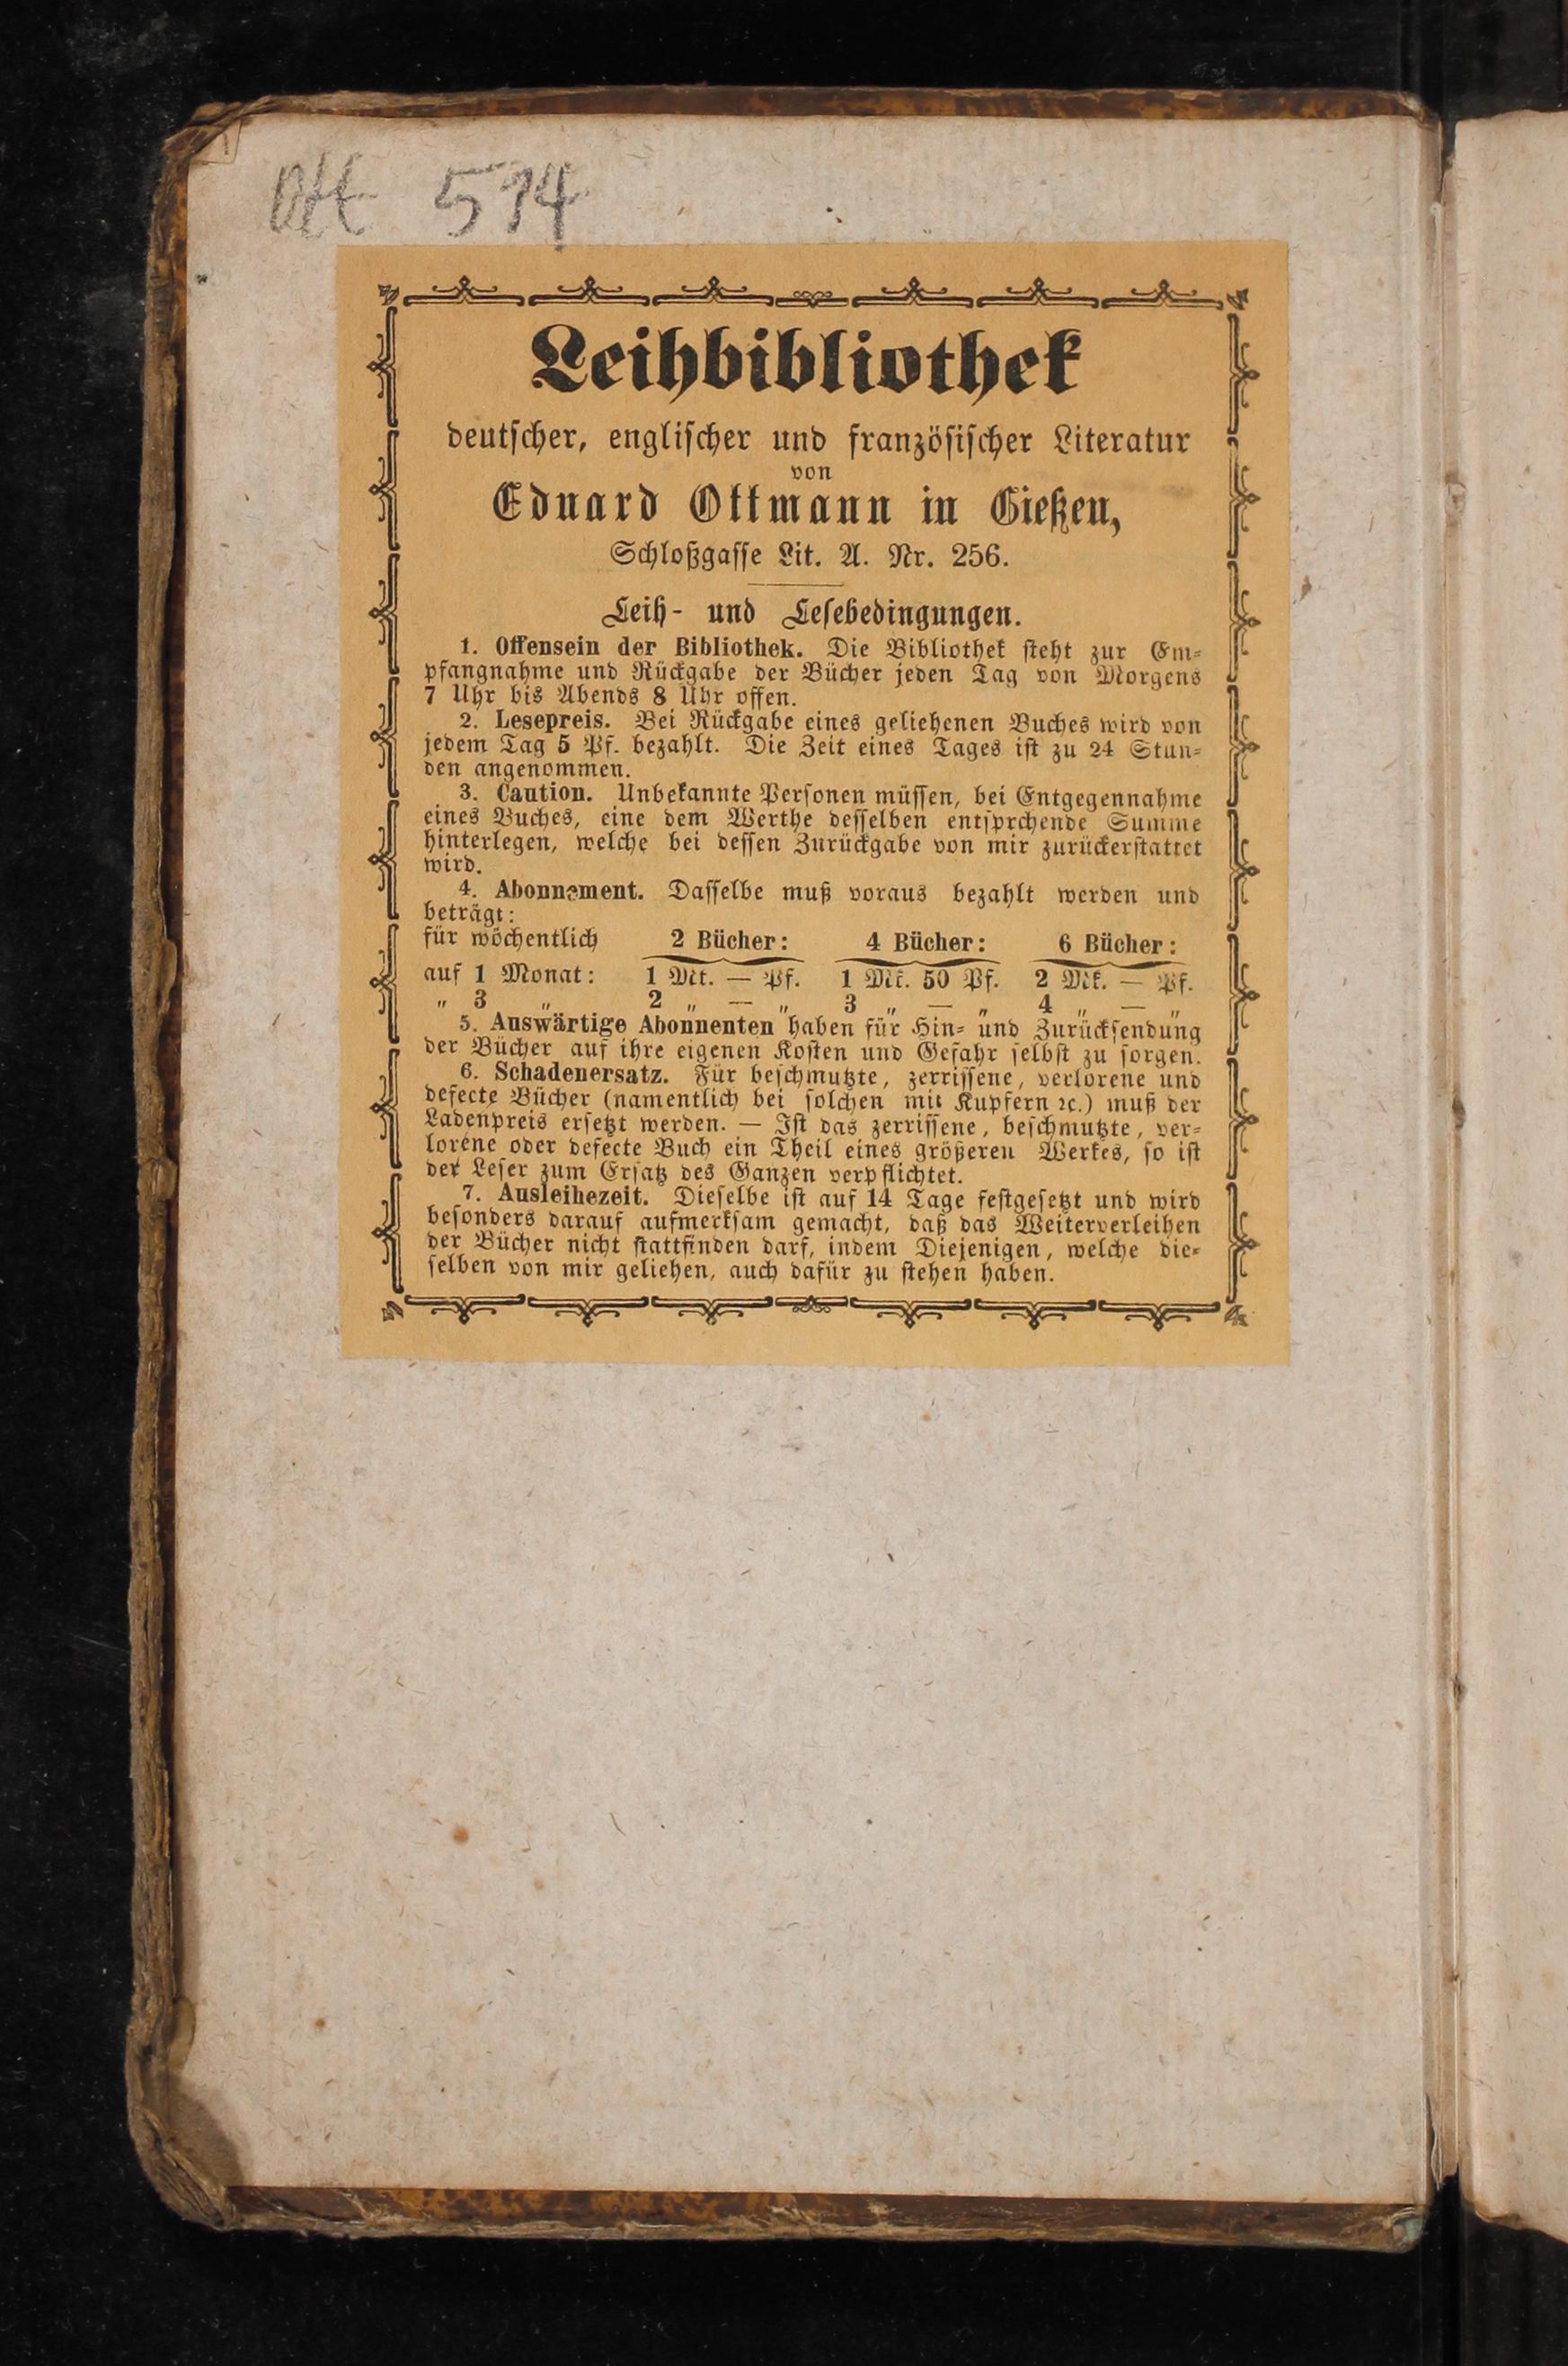 Ott 514
Leihbibliothek
deutscher, englischer und französischer Literatur
von
Eduard Ottmann in Gießen,
Schloßgasse Lit. A. Nr. 256.
Leih- und Lesebedingungen.
1. Offensein der Bibliothek. Die Bibliothek steht zur Em-
pfangnahme und Rückgabe der Bücher jeden Tag von Morgens
7 Uhr bis Abends 8 Uhr offen.
2. Lesepreis. Bei Rückgabe eines geliehenen Buches wird von
jedem Tag 5 Pf. bezahlt. Die Zeit eines Tages ist zu 24 Stun-
den angenommen.
3. Caution. Unbekannte Personen müssen, bei Entgegennahme
eines Buches, eine dem Werthe desselben entsprchende Summe
hinterlegen, welche bei dessen Zurückgabe von mir zurückerstattet
wird.
4. Abonnement. Dasselbe muß voraus bezahlt werden und
beträgt:
für wöchentlich 2 Bücher: 4 Bücher: 6 Bücher:
auf 1 Monat: 1 Mk. — Pf. 1 Mk. 50 Pf. 2 Mk. — Pf.
„ 3 „ 2 „ — „ 3 „ — „ 4 „ — „
5. Auswärtige Abonnenten haben für Hin- und Zurücksendung
der Bücher auf ihre eigenen Kosten und Gefahr selbst zu sorgen.
6. Schadenersatz. Für beschmutzte, zerrissene, verlorene und
defecte Bücher (namentlich bei solchen mit Kupfern ꝛc.) muß der
Ladenpreis ersetzt werden. — Ist das zerrissene, beschmutzte, ver-
lorene oder defecte Buch ein Theil eines größeren Werkes, so ist
der Leser zum Ersatz des Ganzen verpflichtet.
7. Ausleihezeit. Dieselbe ist auf 14 Tage festgesetzt und wird
besonders darauf aufmerksam gemacht, daß das Weiterverleihen
der Bücher nicht stattfinden darf, indem Diejenigen, welche die-
selben von mir geliehen, auch dafür zu stehen haben.